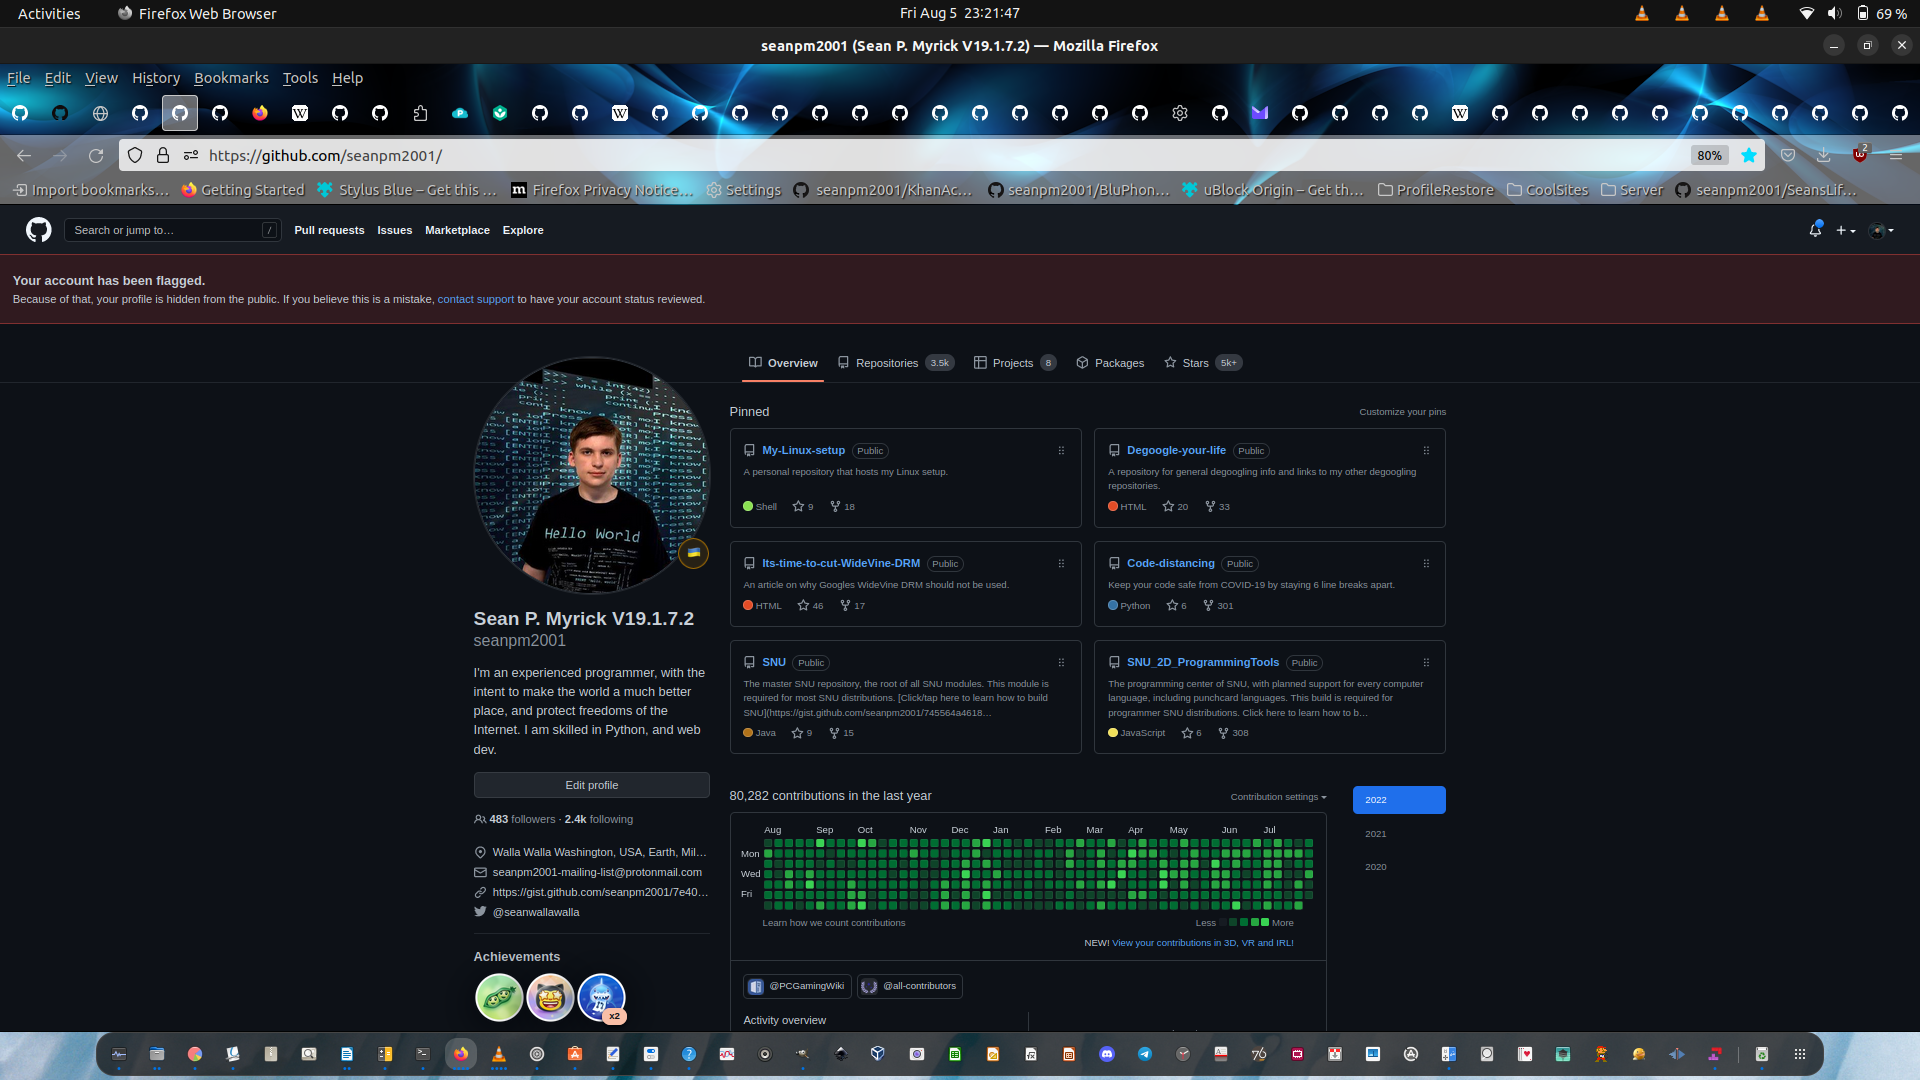 Activities
Firefox Web Browser
Fri Aug 5 23:21:47
69 %
seanpm2001 (Sean P. Myrick V19.1.7.2) — Mozilla Firefox
File Edit View History Bookmarks Tools Help
https://github.com/seanpm2001/
80%
2
Import bookmarks… Getting Started Stylus Blue – Get this … Firefox Privacy Notice… Settings seanpm2001/KhanAc… seanpm2001/BluPhon… uBlock Origin – Get th… ProfileRestore CoolSites Server seanpm2001/SeansLif…
Search or jump to… /
Pull requests Issues Marketplace Explore
Your account has been flagged.
Because of that, your profile is hidden from the public. If you believe this is a mistake, contact support to have your account status reviewed.
Overview Repositories 3.5k Projects 8 Packages Stars 5k+
Hello World
Sean P. Myrick V19.1.7.2
seanpm2001
I'm an experienced programmer, with the
intent to make the world a much better
place, and protect freedoms of the
Internet. I am skilled in Python, and web
dev.
Edit profile
483 followers · 2.4k following
Walla Walla Washington, USA, Earth, Mil…
seanpm2001-mailing-list@protonmail.com
https://gist.github.com/seanpm2001/7e40…
@seanwallawalla
Achievements
x2
Pinned
Customize your pins
My-Linux-setup Public
A personal repository that hosts my Linux setup.
Shell 9 18
Degoogle-your-life Public
A repository for general degoogling info and links to my other degoogling
repositories.
HTML 20 33
Its-time-to-cut-WideVine-DRM Public
An article on why Googles WideVine DRM should not be used.
HTML 46 17
Code-distancing Public
Keep your code safe from COVID-19 by staying 6 line breaks apart.
Python 6 301
SNU Public
The master SNU repository, the root of all SNU modules. This module is
required for most SNU distributions. [Click/tap here to learn how to build
SNU](https://gist.github.com/seanpm2001/745564a4618…
Java 9 15
SNU_2D_ProgrammingTools Public
The programming center of SNU, with planned support for every computer
language, including punchcard languages. This build is required for
programmer SNU distributions. Click here to learn how to b…
JavaScript 6 308
80,282 contributions in the last year
Contribution settings
2022
2021
2020
Aug Sep Oct Nov Dec Jan Feb Mar Apr May Jun Jul
Mon
Wed
Fri
Learn how we count contributions
Less More
NEW! View your contributions in 3D, VR and IRL!
@PCGamingWiki
@all-contributors
Activity overview